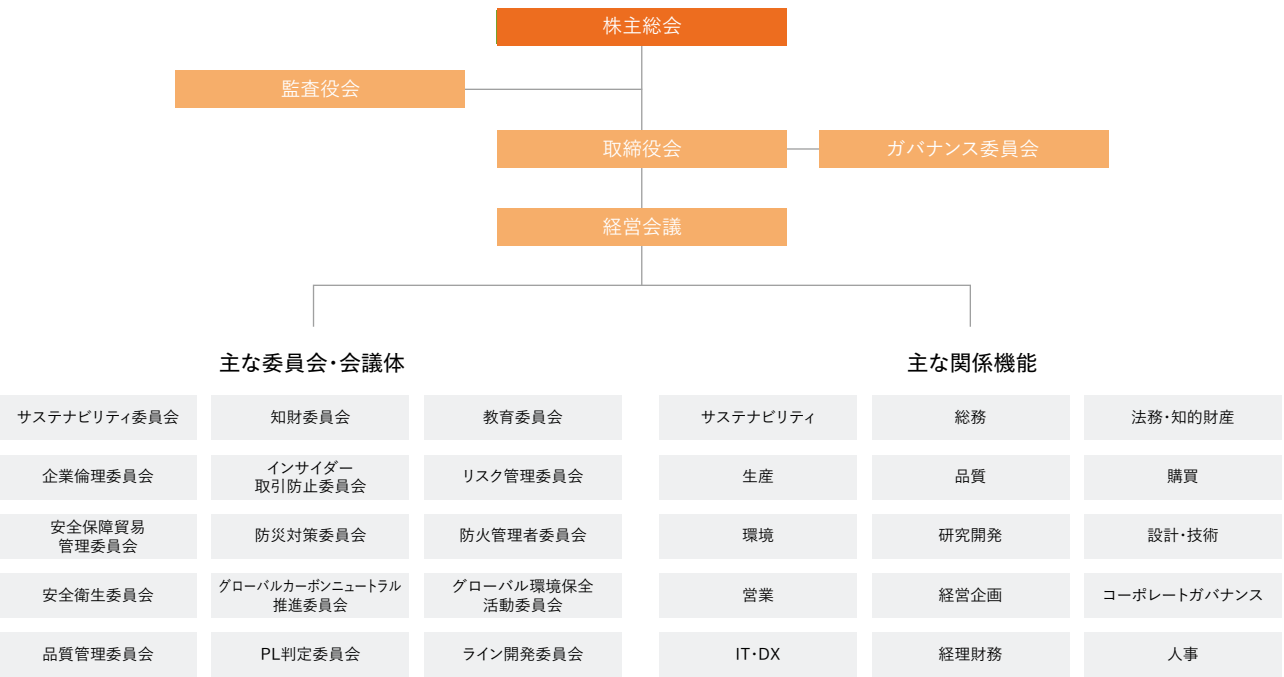 株主総会
監査役会
取締役会
ガバナンス委員会
経営会議
主な委員会・会議体
サステナビリティ委員会
知財委員会
教育委員会
企業倫理委員会
インサイダー
取引防止委員会
リスク管理委員会
安全保障貿易
管理委員会
防災対策委員会
防火管理者委員会
安全衛生委員会
グローバルカーボンニュートラル
推進委員会
グローバル環境保全
活動委員会
品質管理委員会
PL判定委員会
ライン開発委員会
主な関係機能
サステナビリティ
総務
法務・知的財産
生産
品質
購買
環境
研究開発
設計・技術
営業
経営企画
コーポレートガバナンス
IT・DX
経理財務
人事